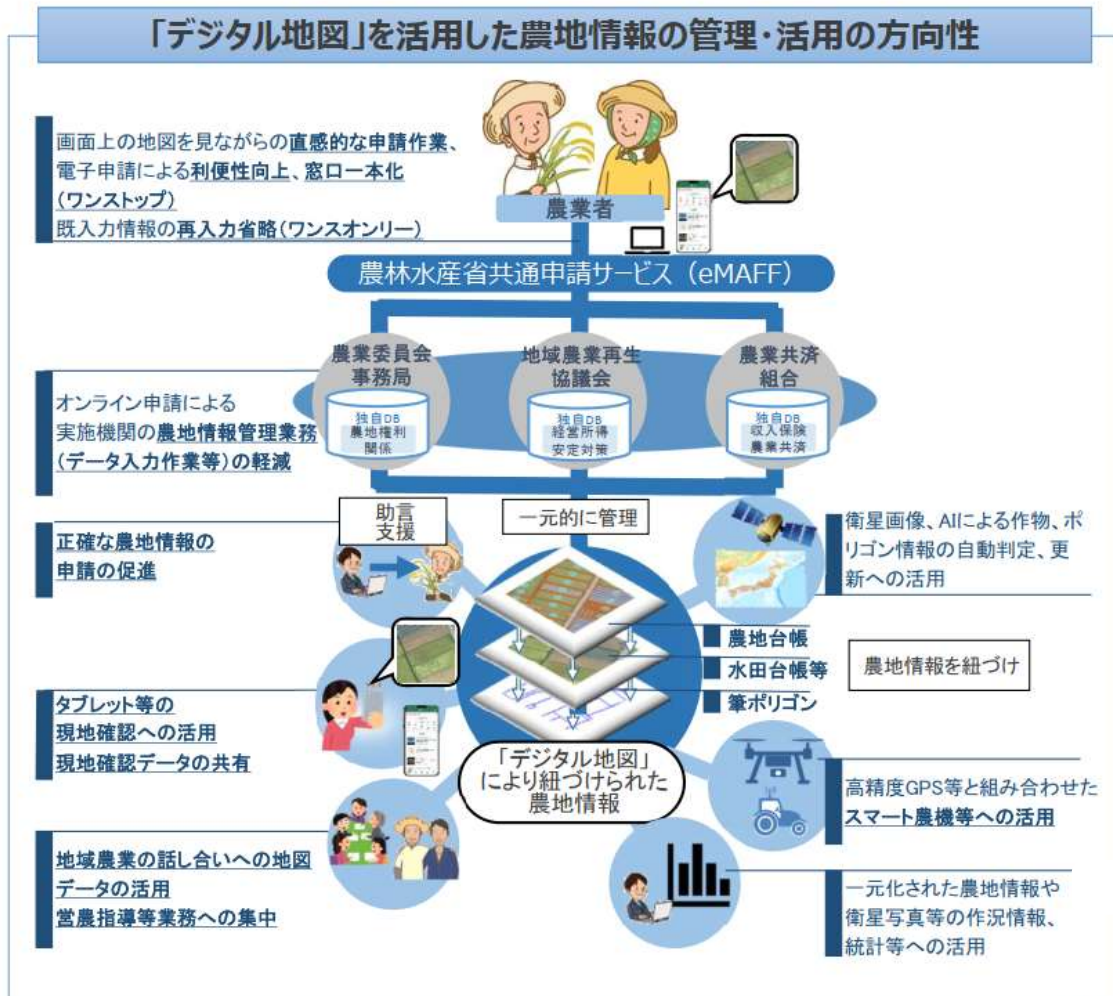 「デジタル地図」を活用した農地情報の管理・活用の方向性
画面上の地図を見ながらの直感的な申請作業、
電子申請による利便性向上、窓口一本化
(ワンストップ)
既入力情報の再入力省略(ワンスオンリー)
農業者
農林水産省共通申請サービス（eMAFF）
農業委員会
事務局
独自DB
農地権利
関係
地域農業再生
協議会
独自DB
経営所得
安定対策
農業共済
組合
独自DB
収入保険
農業共済
オンライン申請による
実施機関の農地情報管理業務
(データ入力作業等)の軽減
助言
支援
一元的に管理
正確な農地情報の
申請の促進
衛星画像、AIによる作物、ポ
リゴン情報の自動判定、更
新への活用
農地台帳
水田台帳等
筆ポリゴン
農地情報を紐づけ
タブレット等の
現地確認への活用
現地確認データの共有
「デジタル地図」
により紐づけられた
農地情報
高精度GPS等と組み合わせた
スマート農機等への活用
地域農業の話し合いへの地図
データの活用
営農指導等業務への集中
一元化された農地情報や
衛星写真等の作況情報、
統計等への活用